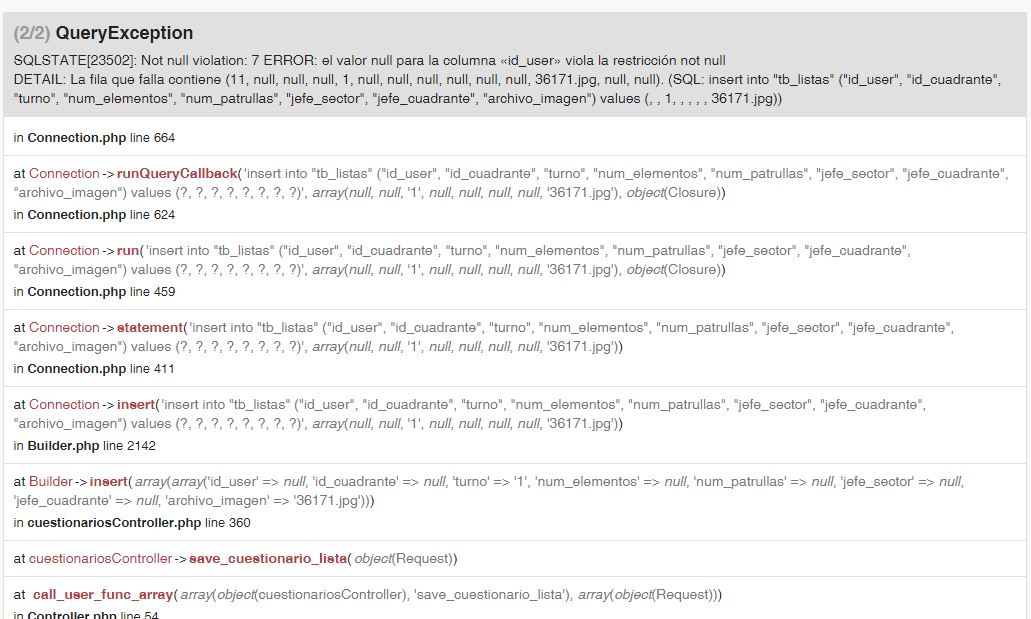 (2/2) QueryException
SQLSTATE[23502]: Not null violation: 7 ERROR: el valor null para la columna «id_user» viola la restricción not null
DETAIL: La fila que falla contiene (11, null, null, null, 1, null, null, null, null, null, null, 36171.jpg, null, null). (SQL: insert into "tb_listas" ("id_user", "id_cuadrante",
"turno", "num_elementos", "num_patrullas", "jefe_sector", "jefe_cuadrante", "archivo_imagen") values (, , 1, , , , , 36171.jpg))
in Connection.php line 664
at Connection->runQueryCallback('insert into "tb_listas" ("id_user", "id_cuadrante", "turno", "num_elementos", "num_patrullas", "jefe_sector", "jefe_cuadrante",
"archivo_imagen") values (?, ?, ?, ?, ?, ?, ?, ?)', array(null, null, '1', null, null, null, null, '36171.jpg'), object(Closure))
in Connection.php line 624
at Connection->run('insert into "tb_listas" ("id_user", "id_cuadrante", "turno", "num_elementos", "num_patrullas", "jefe_sector", "jefe_cuadrante",
"archivo_imagen") values (?, ?, ?, ?, ?, ?, ?, ?)', array(null, null, '1', null, null, null, null, '36171.jpg'), object(Closure))
in Connection.php line 459
at Connection->statement('insert into "tb_listas" ("id_user", "id_cuadrante", "turno", "num_elementos", "num_patrullas", "jefe_sector", "jefe_cuadrante",
"archivo_imagen") values (?, ?, ?, ?, ?, ?, ?, ?)', array(null, null, '1', null, null, null, null, '36171.jpg'))
in Connection.php line 411
at Connection->insert('insert into "tb_listas" ("id_user", "id_cuadrante", "turno", "num_elementos", "num_patrullas", "jefe_sector", "jefe_cuadrante",
"archivo_imagen") values (?, ?, ?, ?, ?, ?, ?, ?)', array(null, null, '1', null, null, null, null, '36171.jpg'))
in Builder.php line 2142
at Builder->insert(array(array('id_user' => null, 'id_cuadrante' => null, 'turno' => '1', 'num_elementos' => null, 'num_patrullas' => null, 'jefe_sector' => null,
'jefe_cuadrante' => null, 'archivo_imagen' => '36171.jpg')))
in cuestionariosController.php line 360
at cuestionariosController->save_cuestionario_lista(object(Request))
at call_user_func_array(array(object(cuestionariosController), 'save_cuestionario_lista'), array(object(Request)))
in Controller.php line 54